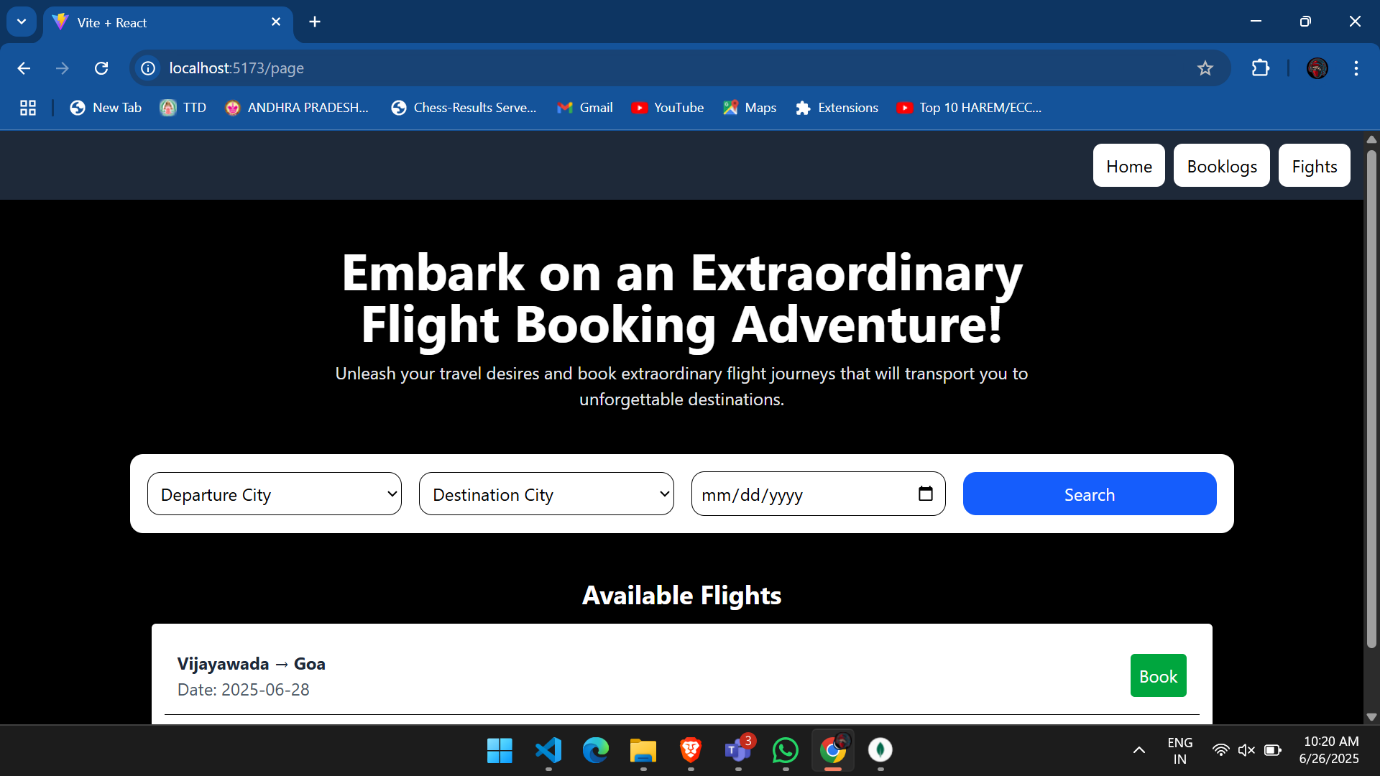 Vite + React
localhost:5173/page
New Tab TTD ANDHRA PRADESH... Chess-Results Serve... Gmail YouTube Maps Extensions Top 10 HAREM/ECC...
Home Booklogs Fights
Embark on an Extraordinary
Flight Booking Adventure!
Unleash your travel desires and book extraordinary flight journeys that will transport you to
unforgettable destinations.
Departure City Destination City mm/dd/yyyy Search
Available Flights
Vijayawada → Goa
Date: 2025-06-28
Book
T 3
ENG
IN
10:20 AM
6/26/2025